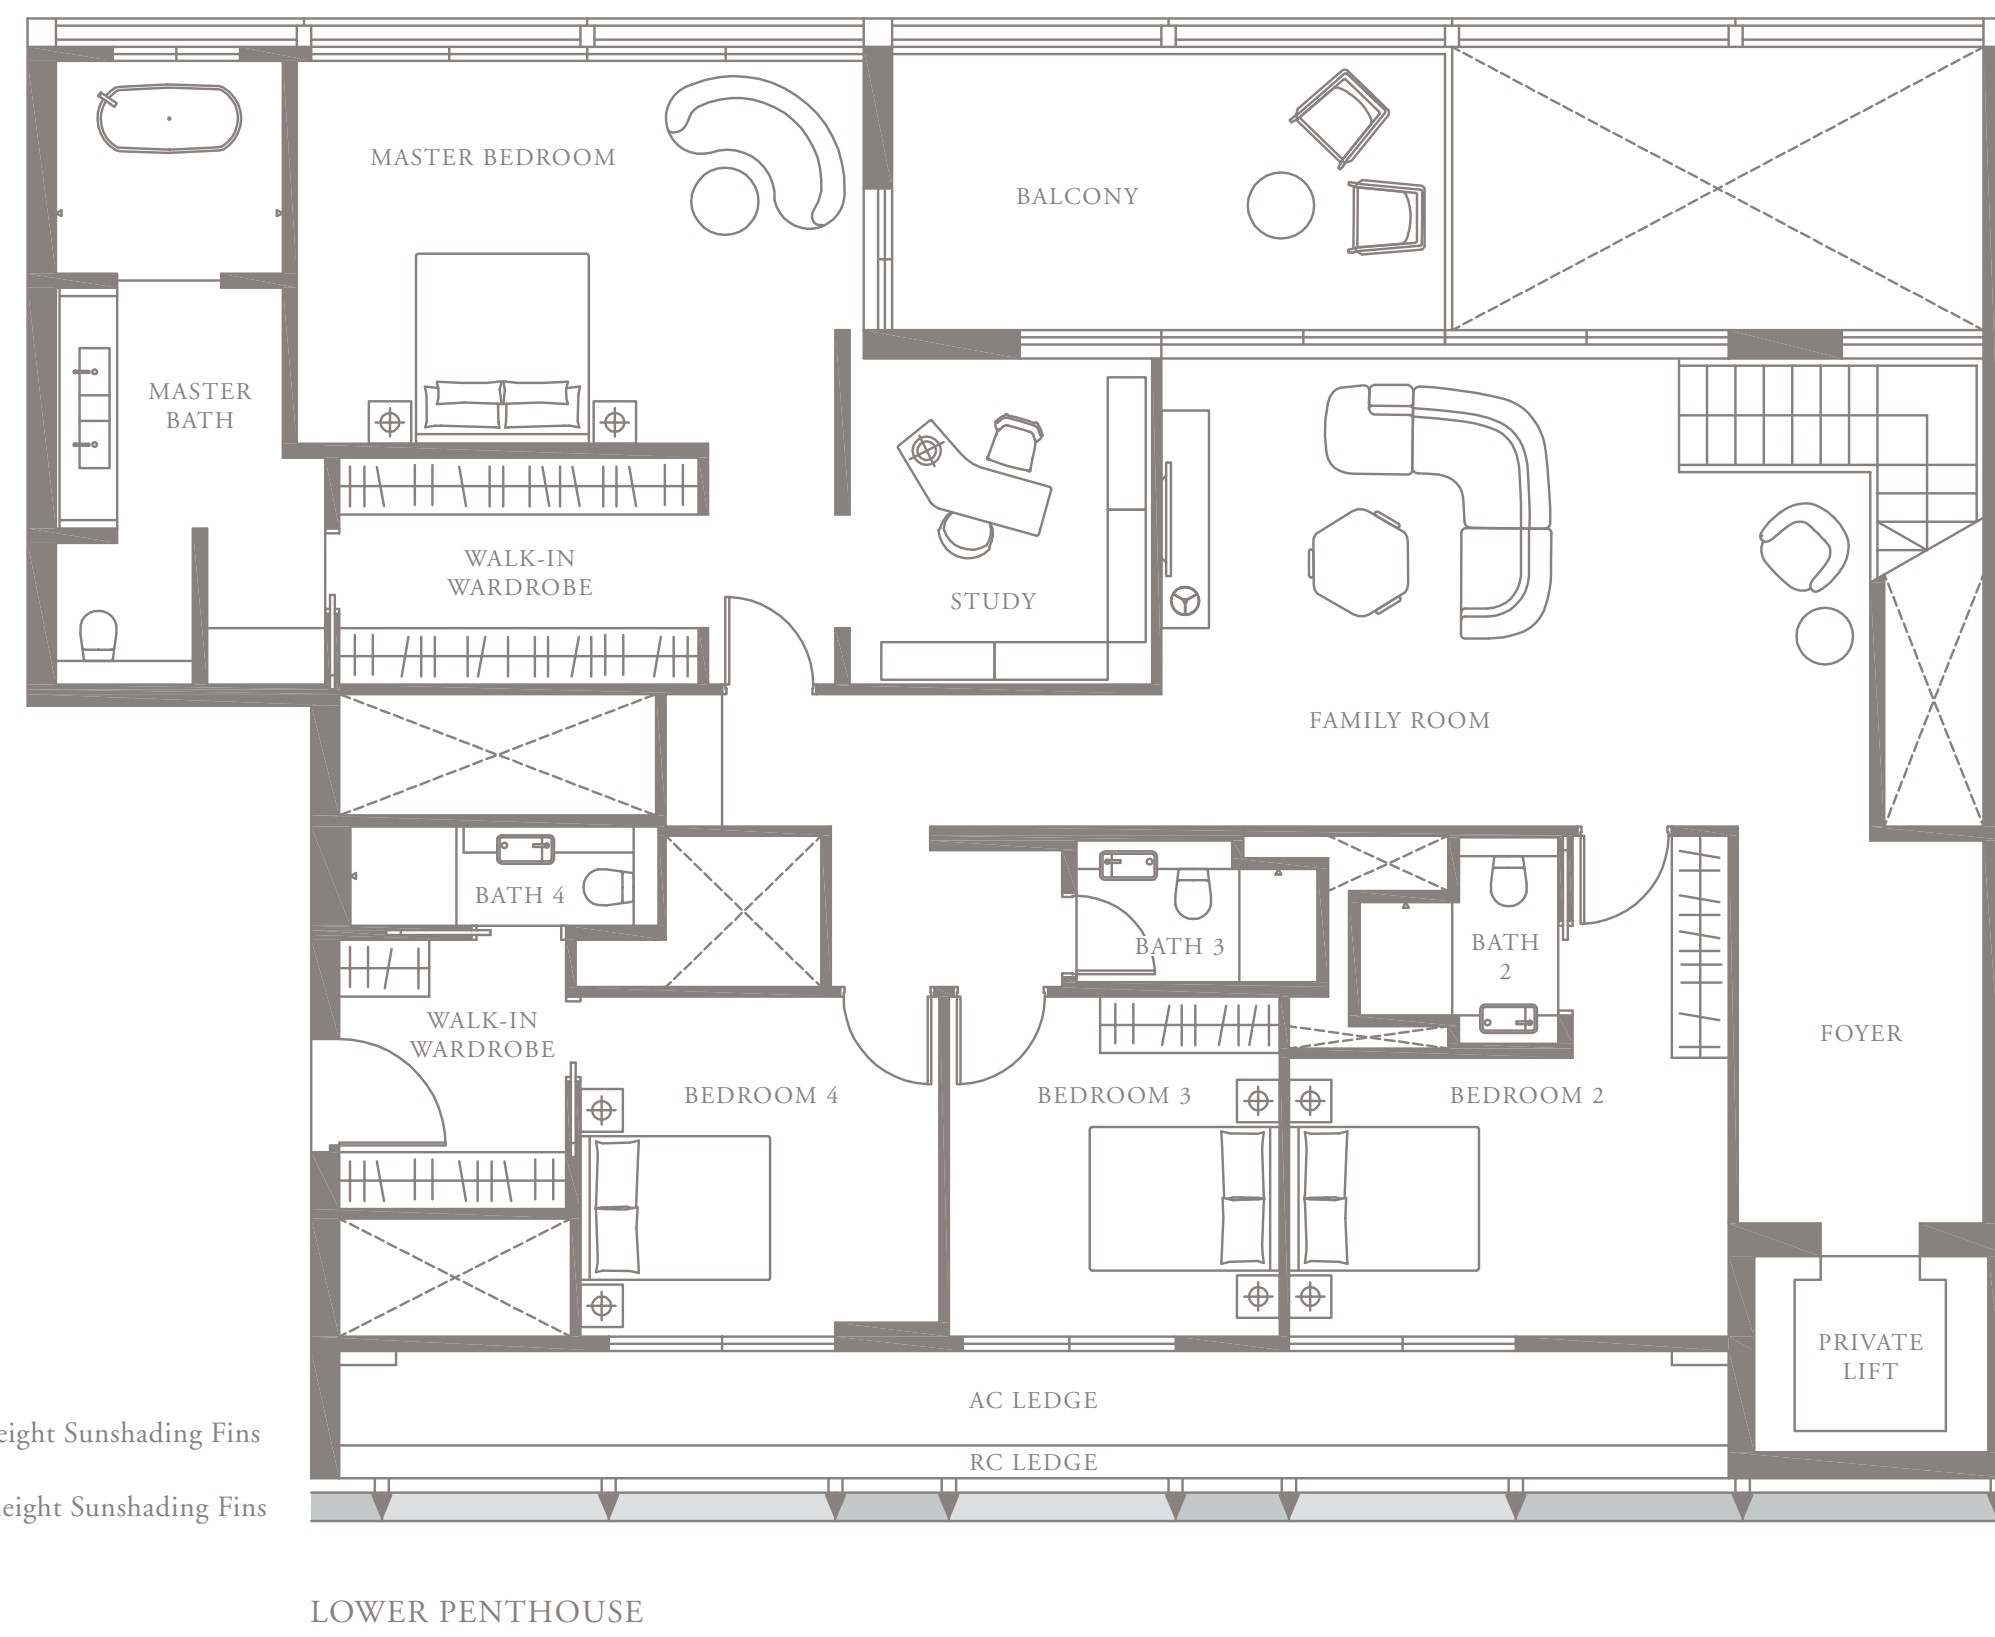 MASTER BEDROOM
BALCONY
MASTER
BATH
WALK-IN
WARDROBE
STUDY
FAMILY ROOM
BATH 4
BATH 3
BATH
2
WALK-IN
WARDROBE
FOYER
BEDROOM 4
BEDROOM 3
BEDROOM 2
PRIVATE
LIFT
AC LEDGE
RC LEDGE
eight Sunshading Fins
eight Sunshading Fins
LOWER PENTHOUSE